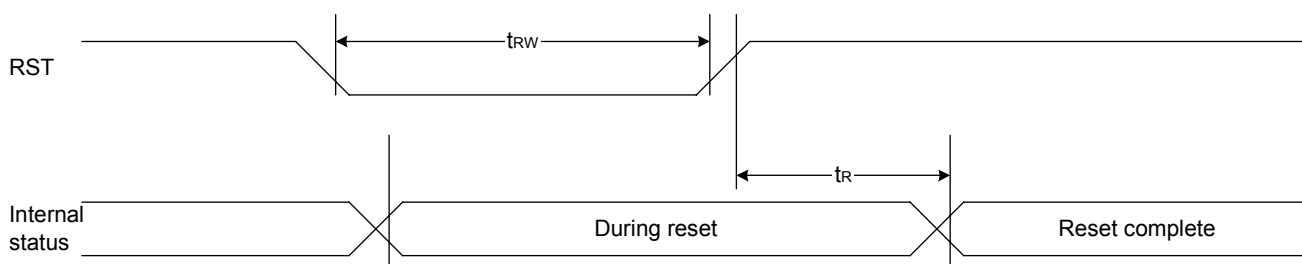 tRW
RST
tR
Internal
status
During reset
Reset complete